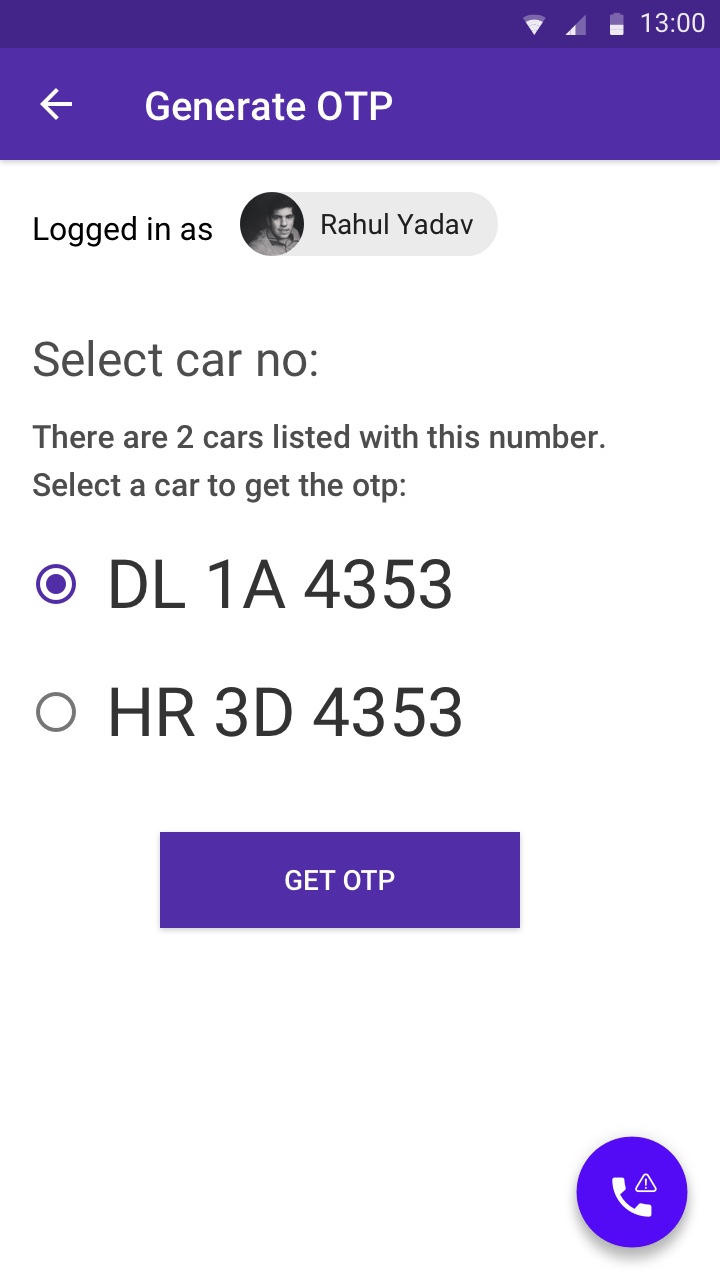 13:00
Generate OTP
Logged in as Rahul Yadav
Select car no:
There are 2 cars listed with this number.
Select a car to get the otp:
DL 1A 4353
HR 3D 4353
GET OTP